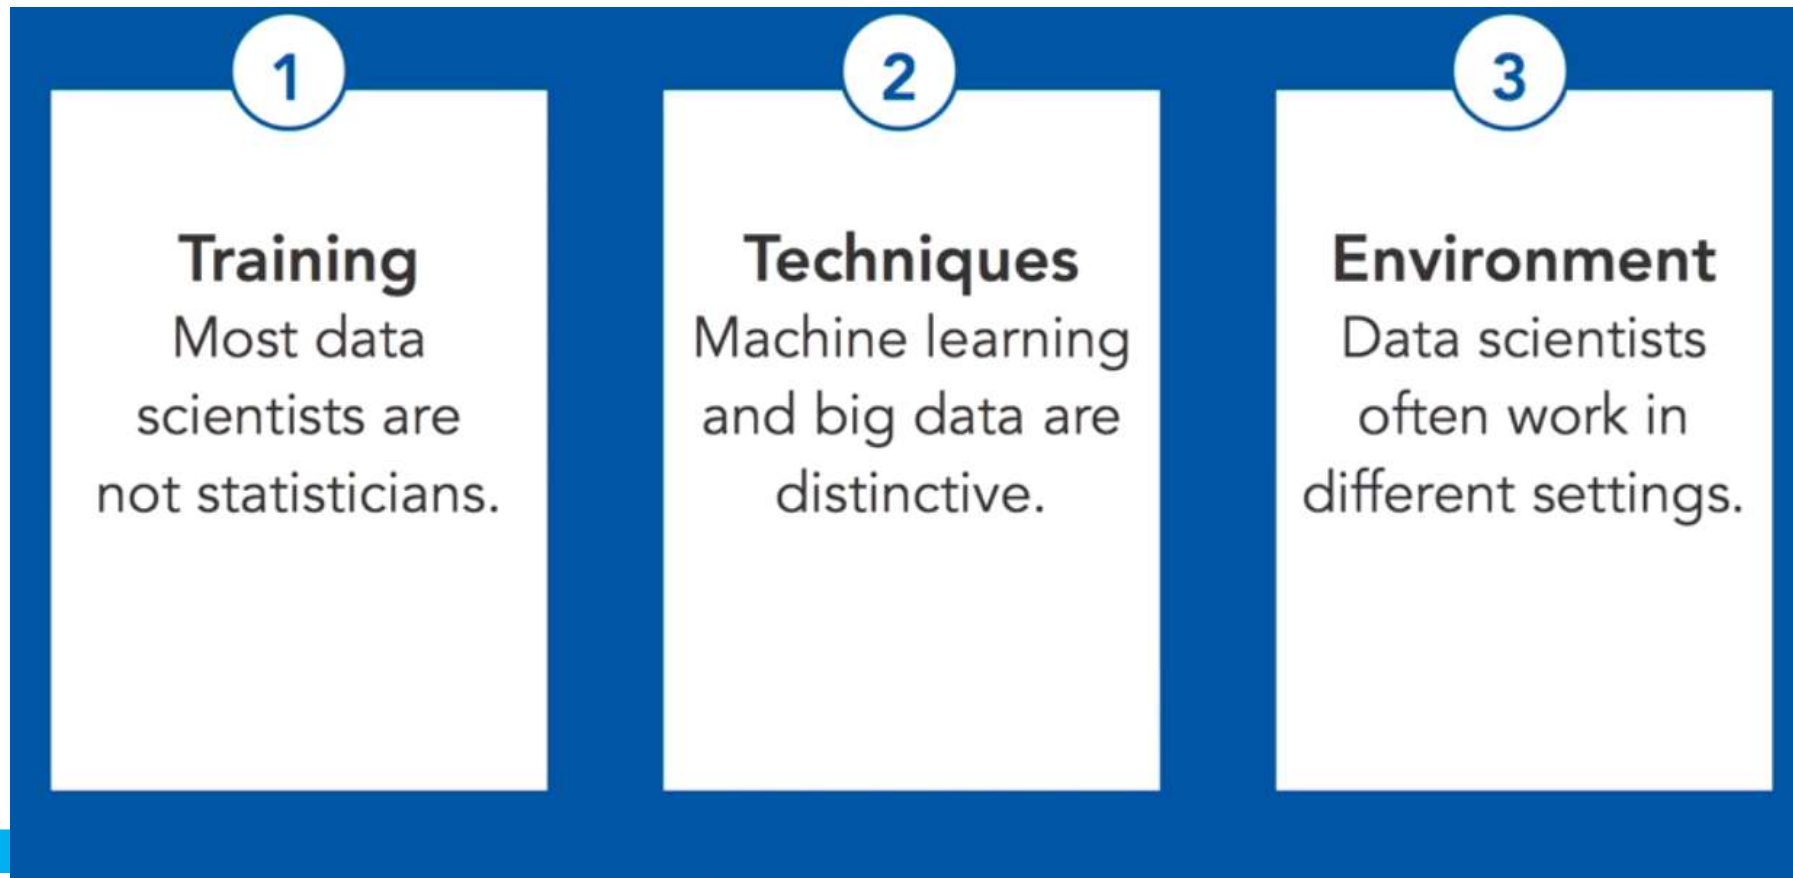 1
Training
Most data
scientists are
not statisticians.
2
Techniques
Machine learning
and big data are
distinctive.
3
Environment
Data scientists
often work in
different settings.